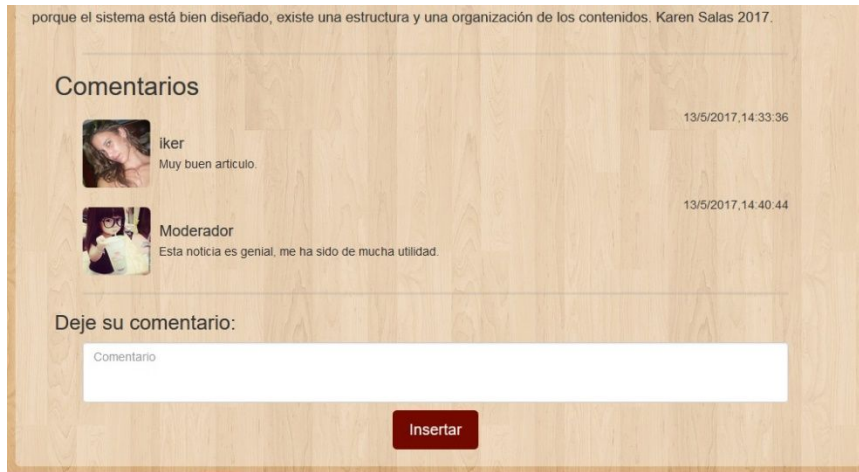 porque el sistema está bien diseñado, existe una estructura y una organización de los contenidos. Karen Salas 2017.
Comentarios
13/5/2017,14:33:36
iker
Muy buen articulo.
13/5/2017,14:40:44
Moderador
Esta noticia es genial, me ha sido de mucha utilidad.
Deje su comentario:
Comentario
Insertar